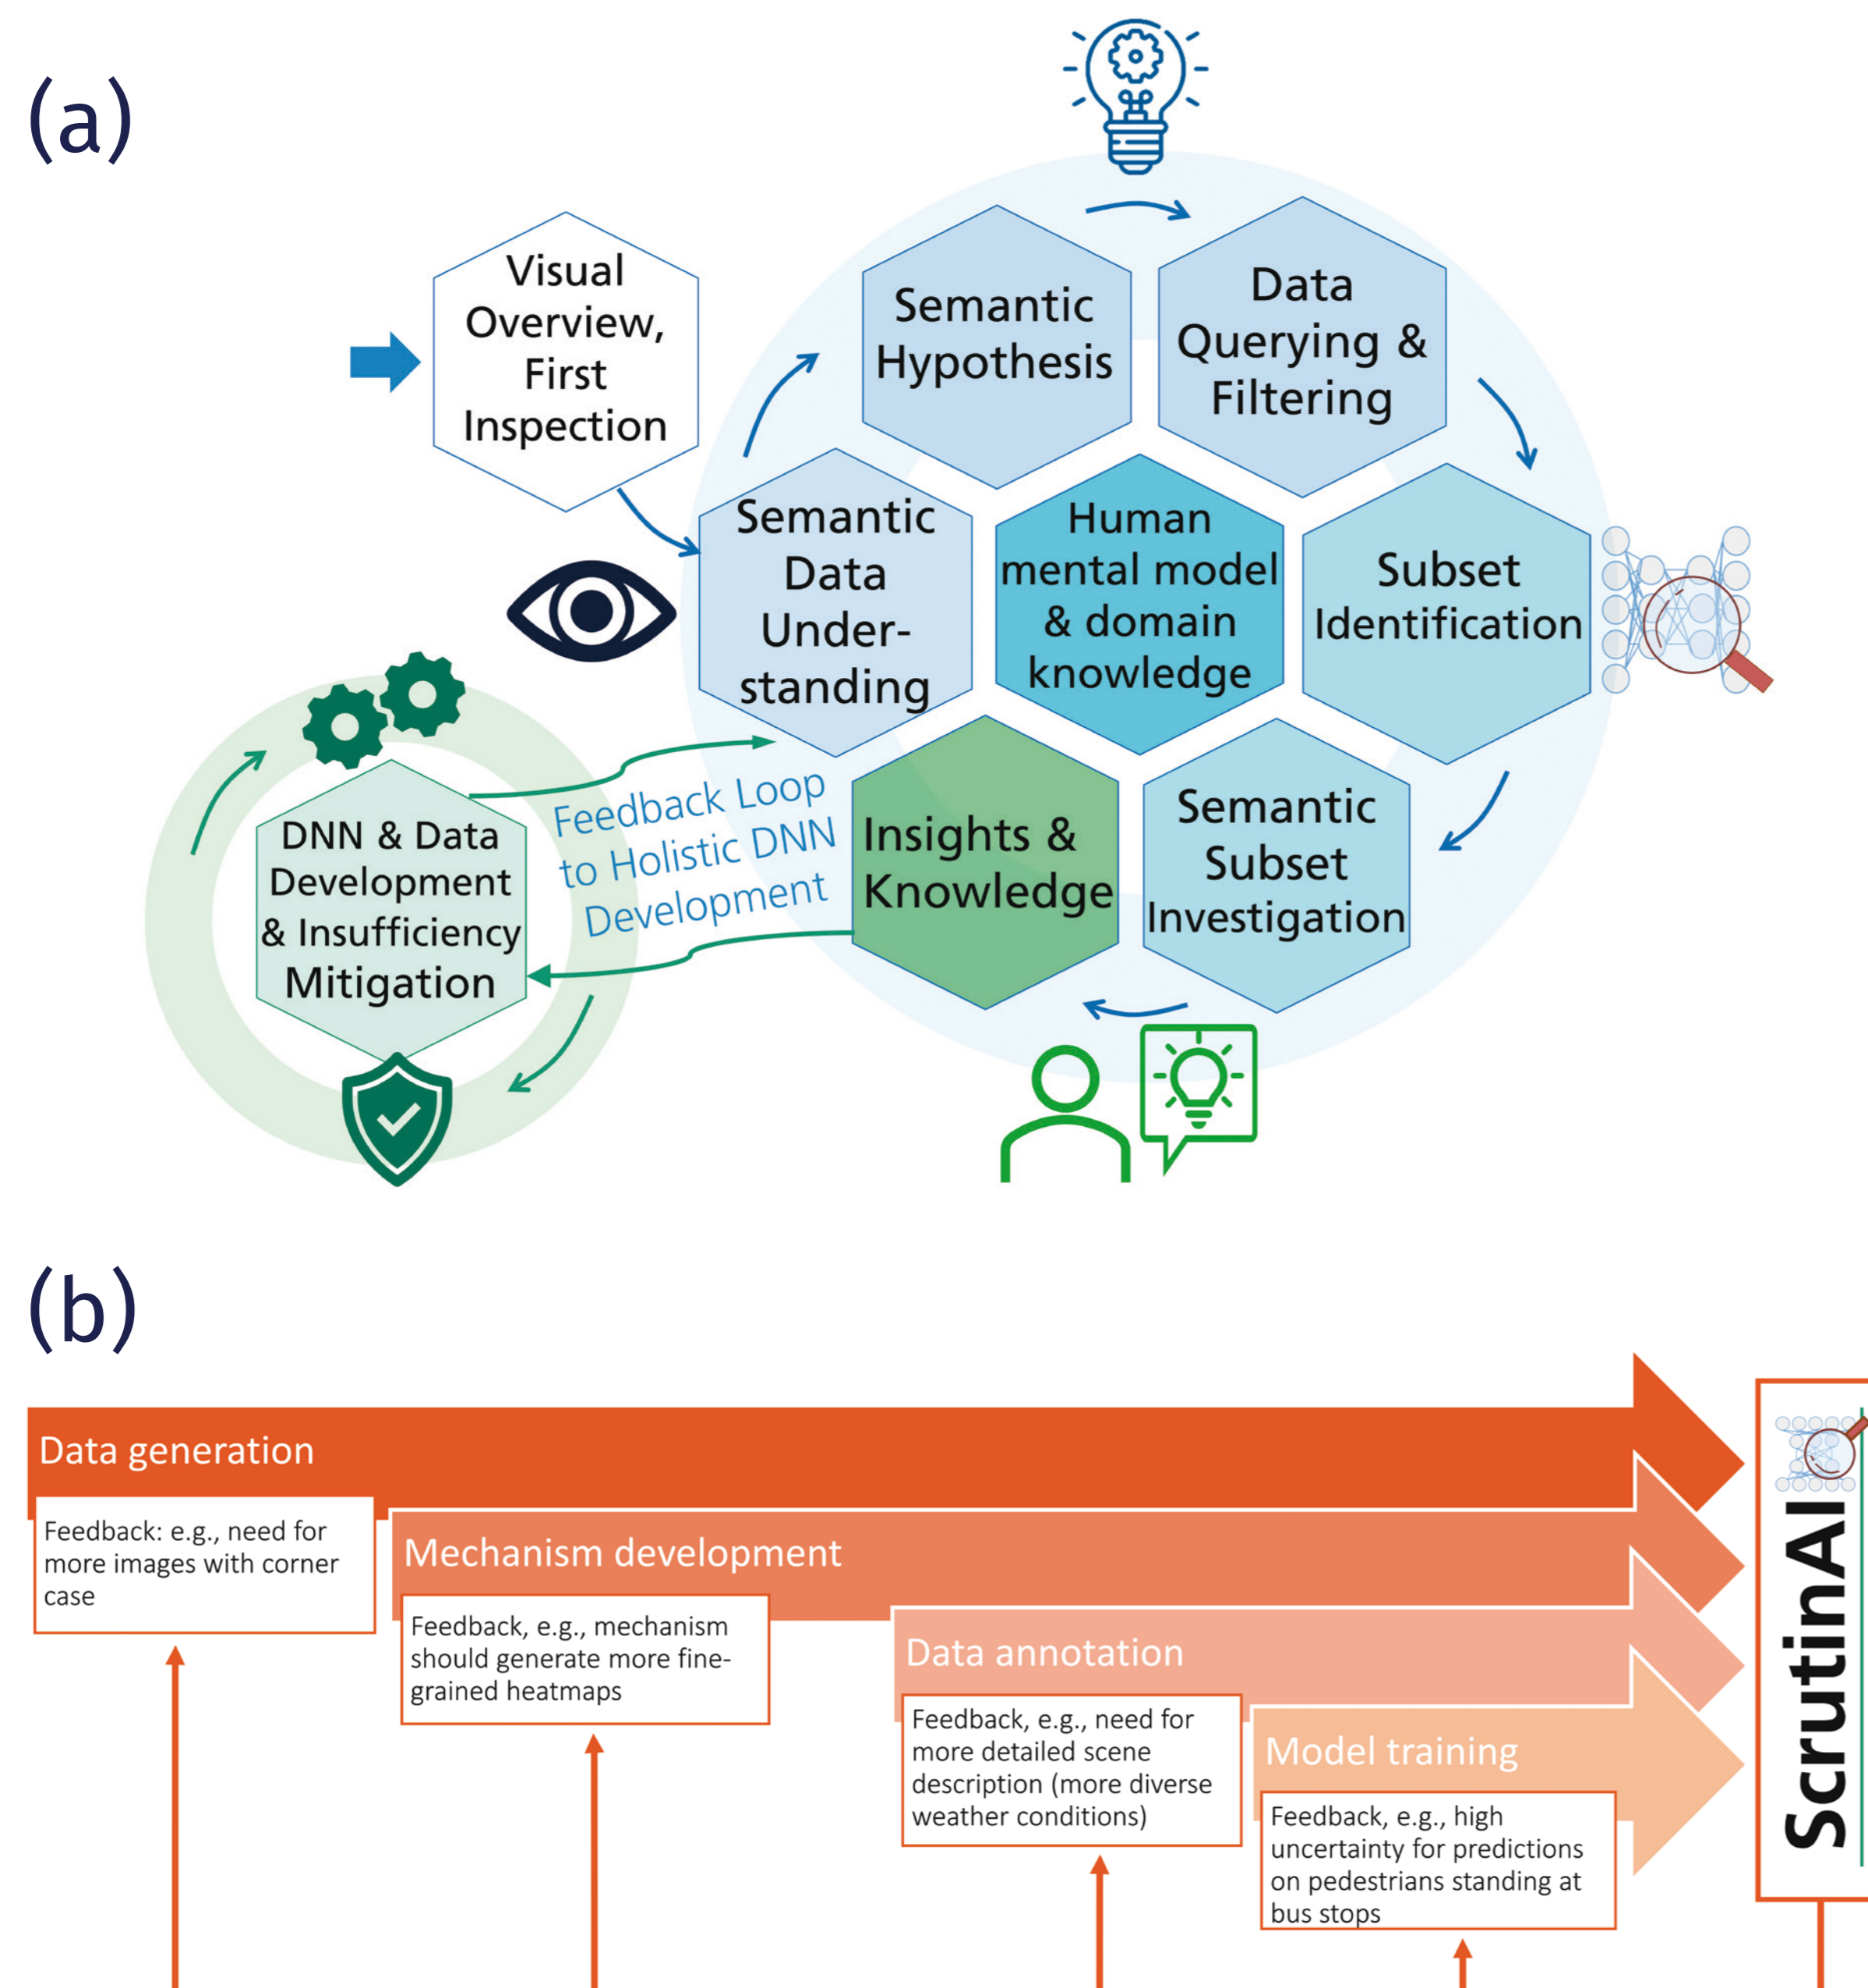 (a)
Visual
Overview,
First
Inspection
Semantic
Hypothesis
Data
Querying &
Filtering
Semantic
Data
Under-
standing
Human
mental model
& domain
knowledge
Subset
Identification
DNN & Data
Development
& Insufficiency
Mitigation
Feedback Loop
to Holistic DNN
Development
Insights &
Knowledge
Semantic
Subset
Investigation
(b)
Data generation
Feedback: e.g., need for
more images with corner
case
Mechanism development
Feedback, e.g., mechanism
should generate more fine-
grained heatmaps
Data annotation
Feedback, e.g., need for
more detailed scene
description (more diverse
weather conditions)
Model training
Feedback, e.g., high
uncertainty for predictions
on pedestrians standing at
bus stops
ScrutinAI